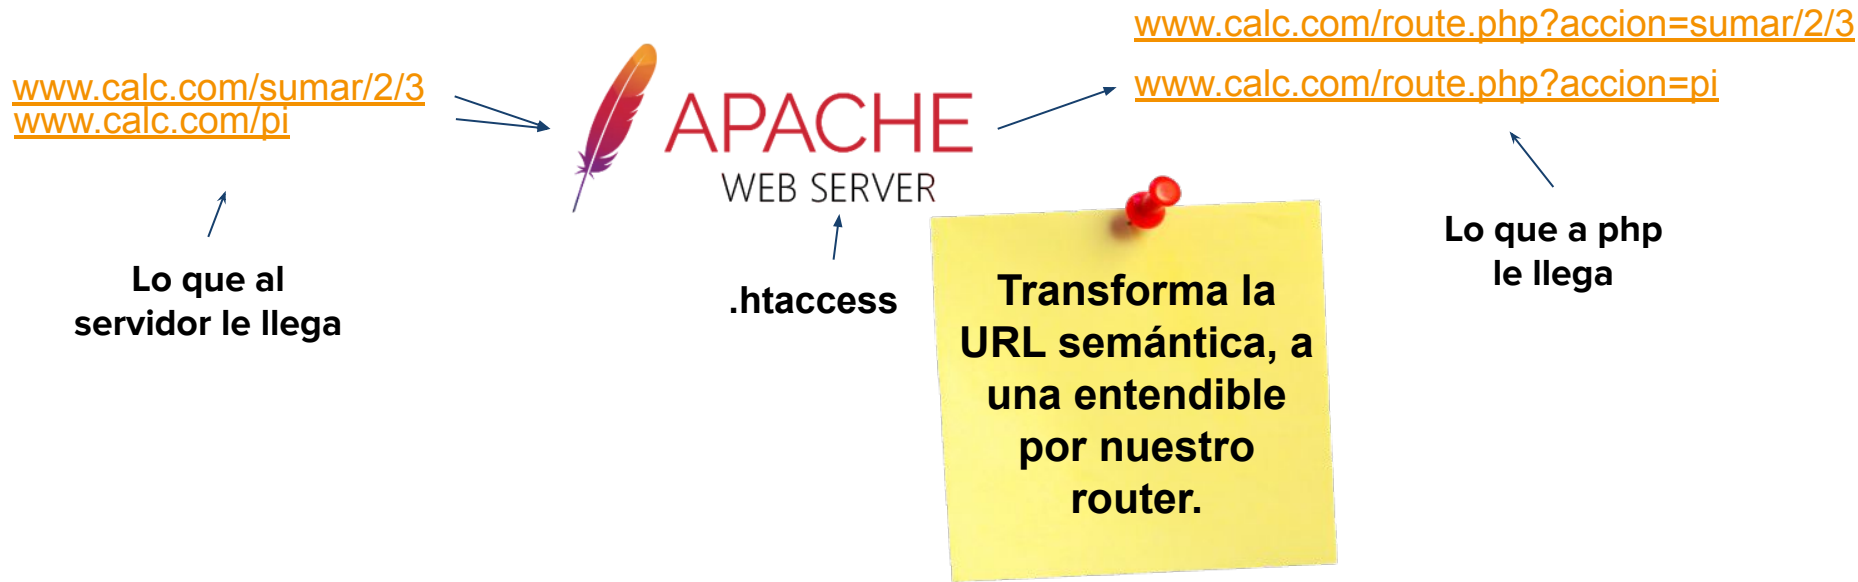 www.calc.com/sumar/2/3
www.calc.com/pi
Lo que al
servidor le llega
APACHE
WEB SERVER
.htaccess
Transforma la
URL semántica, a
una entendible
por nuestro
router.
www.calc.com/route.php?accion=sumar/2/3
www.calc.com/route.php?accion=pi
Lo que a php
le llega